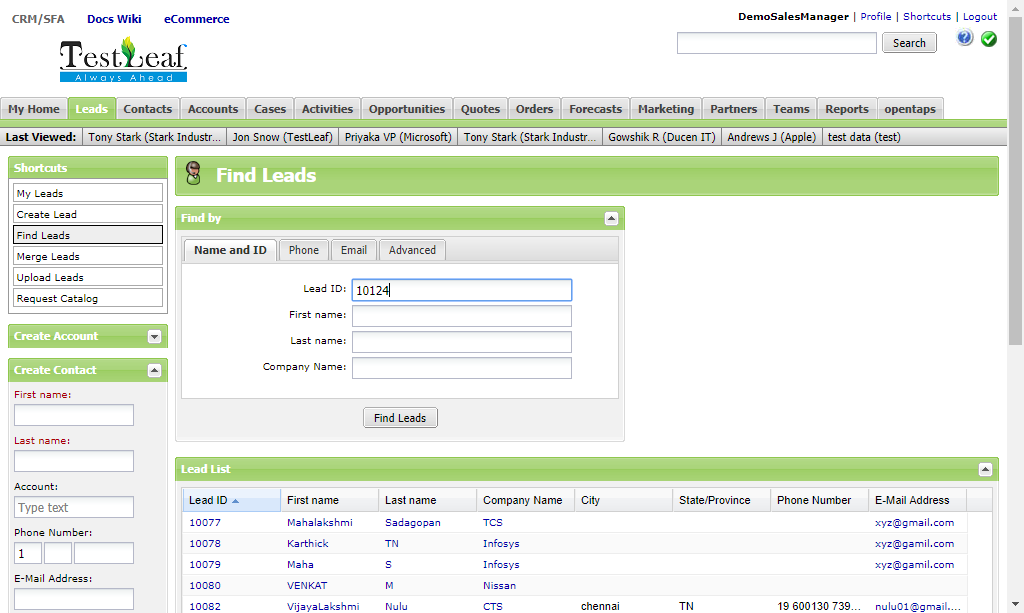 CRM/SFA Docs Wiki eCommerce
DemoSalesManager | Profile | Shortcuts | Logout
TestLeaf
Always Ahead
Search
My Home Leads Contacts Accounts Cases Activities Opportunities Quotes Orders Forecasts Marketing Partners Teams Reports opentaps
Last Viewed: Tony Stark (Stark Industr... Jon Snow (TestLeaf) Priyaka VP (Microsoft) Tony Stark (Stark Industr... Gowshik R (Ducen IT) Andrews J (Apple) test data (test)
Shortcuts
My Leads
Create Lead
Find Leads
Merge Leads
Upload Leads
Request Catalog
Create Account
Create Contact
First name:
Last name:
Account:
Type text
Phone Number:
1
E-Mail Address:
Find Leads
Find by
Name and ID Phone Email Advanced
Lead ID: 10124
First name:
Last name:
Company Name:
Find Leads
Lead List
Lead ID First name Last name Company Name City State/Province Phone Number E-Mail Address
10077 Mahalakshmi Sadagopan TCS xyz@gmail.com
10078 Karthick TN Infosys xyz@gamil.com
10079 Maha S Infosys xyz@gmail.com
10080 VENKAT M Nissan
10082 VijayaLakshmi Nulu CTS chennai TN 19 600130 739... nulu01@gmail....